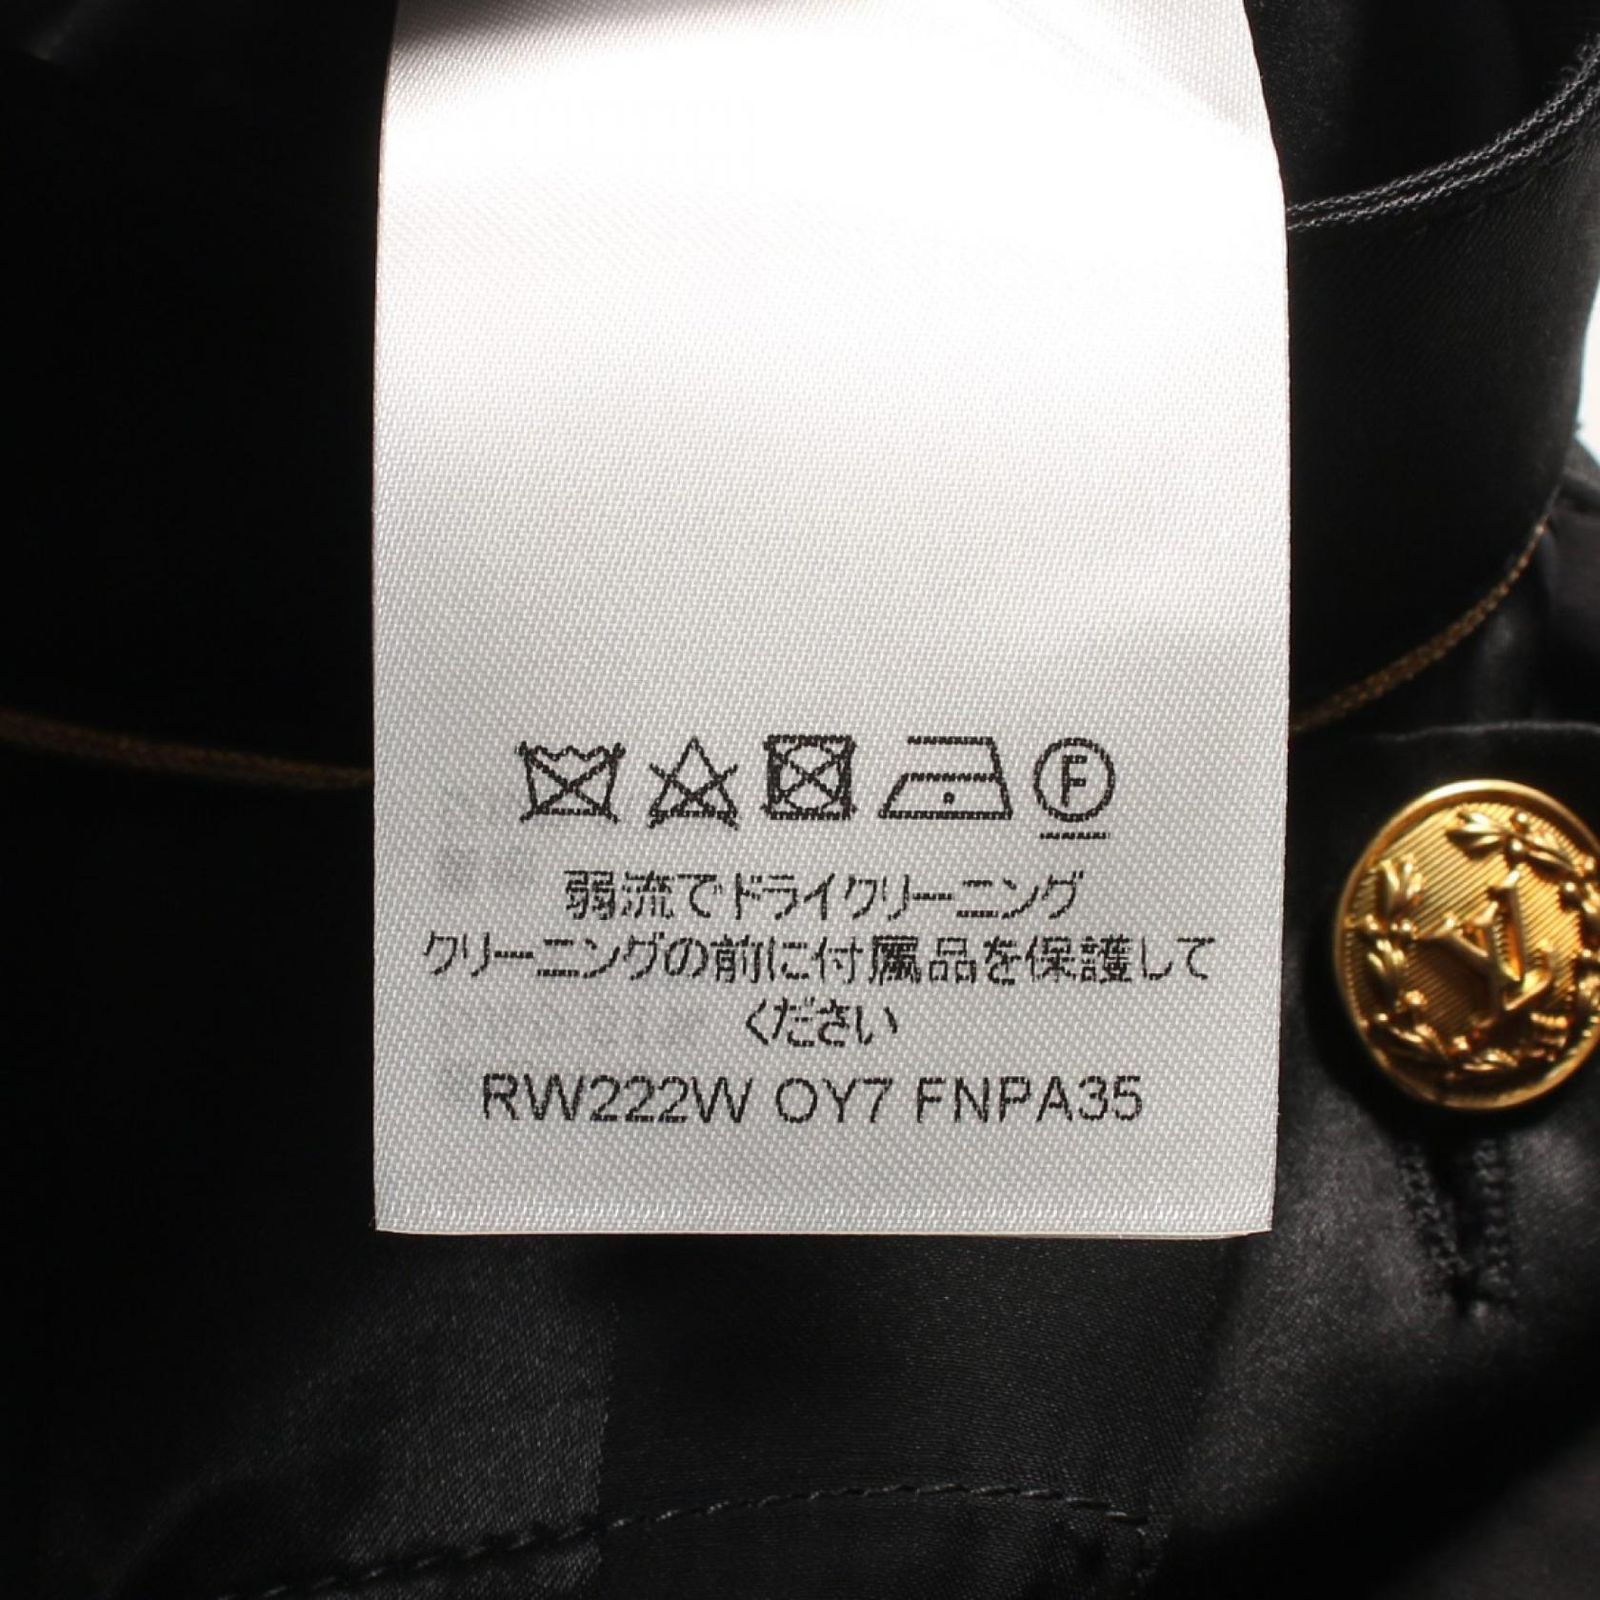 F
弱流でドライクリーニング
クリーニングの前に付属品を保護して
ください
RW222W OY7 FNPA35
LV